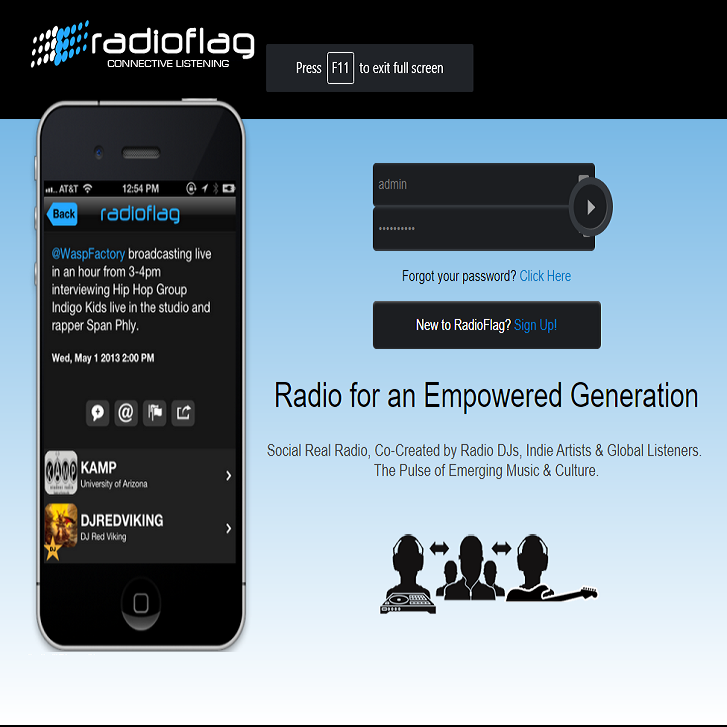 radioflag
CONNECTIVE LISTENING
Press F11 to exit full screen
AT&T 12:54 PM
Back radioflag
@WaspFactory broadcasting live
in an hour from 3-4pm
interviewing Hip Hop Group
Indigo Kids live in the studio and
rapper Span Phly.
Wed, May 1 2013 2:00 PM
@
KAMP
KAMP
University of Arizona
DJREDVIKING
DJ Red Viking
DJ
admin
••••••••••
Forgot your password? Click Here
New to RadioFlag? Sign Up!
Radio for an Empowered Generation
Social Real Radio, Co-Created by Radio DJs, Indie Artists & Global Listeners.
The Pulse of Emerging Music & Culture.